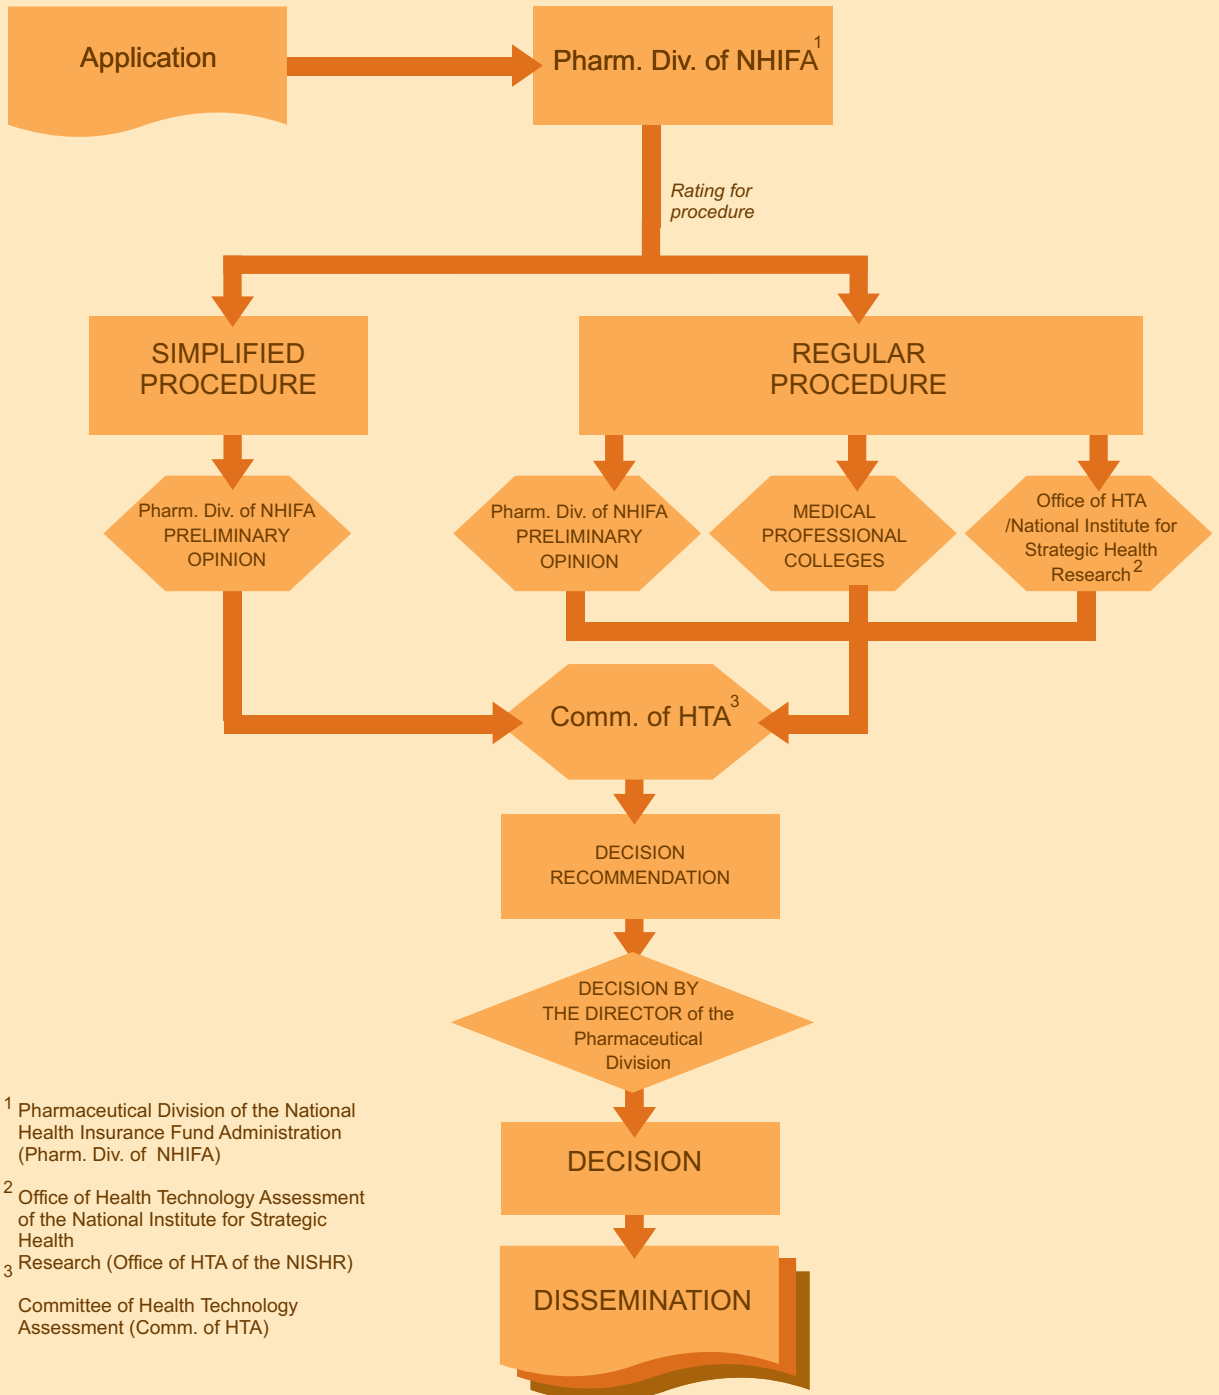 Application
Pharm. Div. of NHIFA1
Rating for
procedure
SIMPLIFIED
PROCEDURE
REGULAR
PROCEDURE
Pharm. Div. of NHIFA
PRELIMINARY
OPINION
Pharm. Div. of NHIFA
PRELIMINARY
OPINION
MEDICAL
PROFESSIONAL
COLLEGES
Office of HTA
/National Institute for
Strategic Health
Research2
Comm. of HTA3
DECISION
RECOMMENDATION
DECISION BY
THE DIRECTOR of the
Pharmaceutical
Division
DECISION
DISSEMINATION
1 Pharmaceutical Division of the National
Health Insurance Fund Administration
(Pharm. Div. of NHIFA)
2 Office of Health Technology Assessment
of the National Institute for Strategic
Health
Research (Office of HTA of the NISHR)
3
Committee of Health Technology
Assessment (Comm. of HTA)